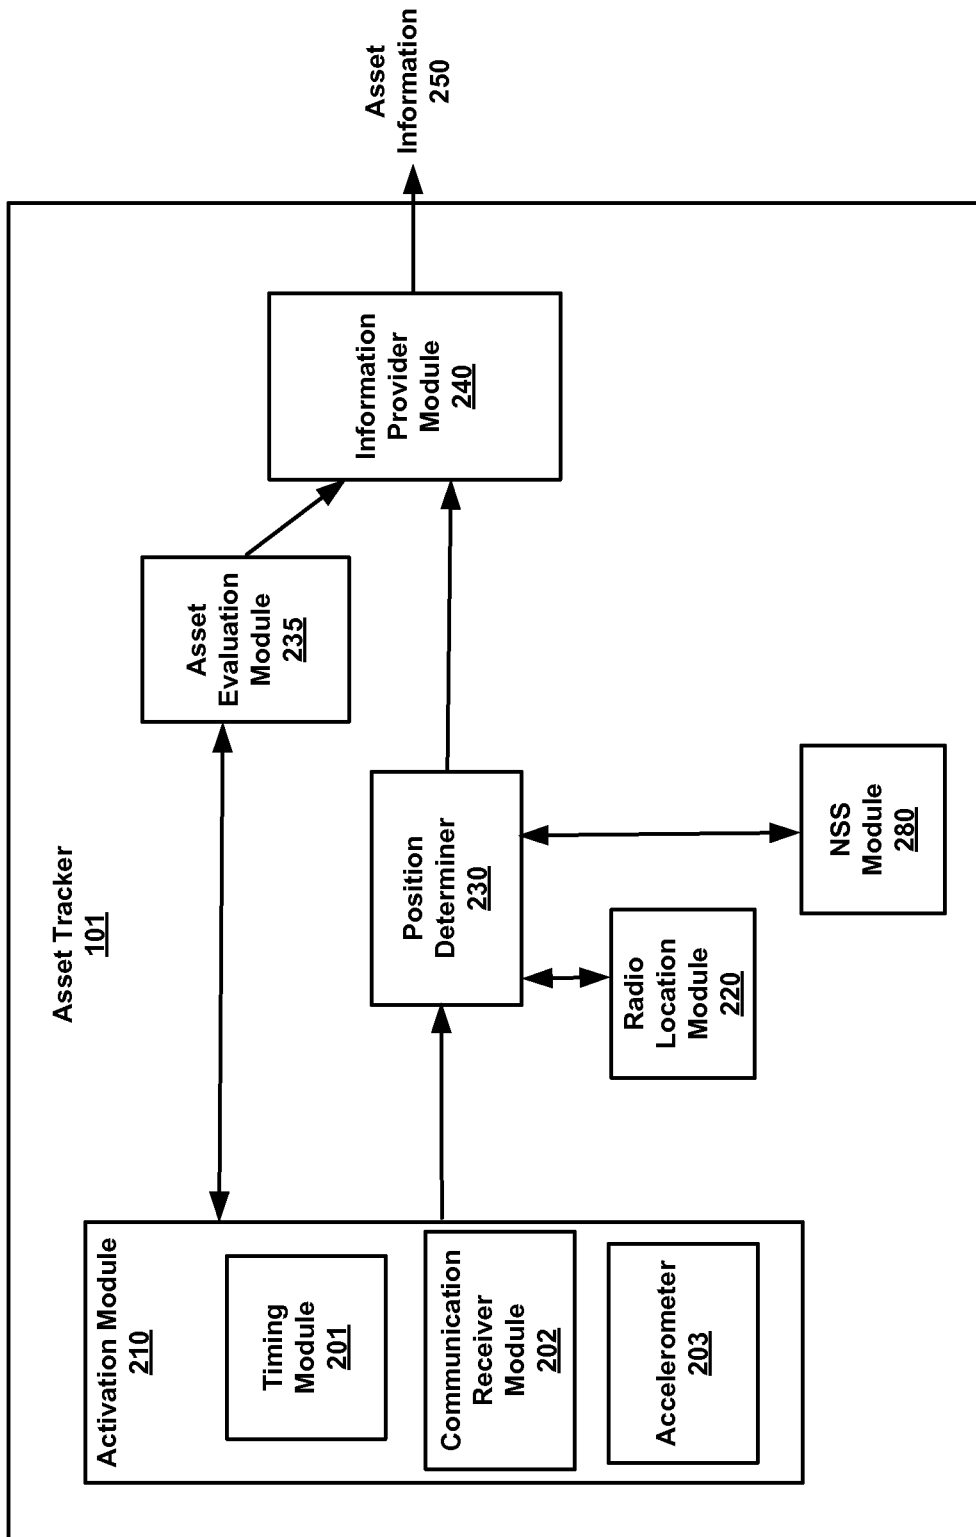 Asset Tracker
101
Activation Module
210
Timing
Module
201
Communication
Receiver
Module
202
Accelerometer
203
Asset
Evaluation
Module
235
Position
Determiner
230
Radio
Location
Module
220
NSS
Module
280
Information
Provider
Module
240
Asset
Information
250